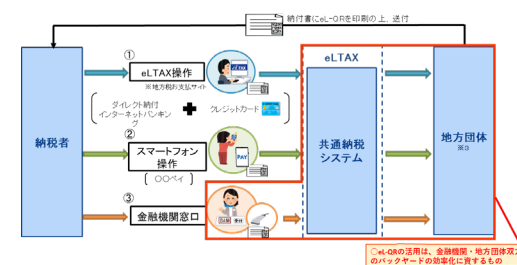 納付書にeL-QRを印刷の上、送付
①
eLTAX操作
※地方税お支払サイト
ダイレクト納付
インターネットバンキン
グ
クレジットカード
②
スマートフォン
操作
〇〇ペイ
PAY
③
金融機関窓口
納税者
eLTAX
共通納税
システム
地方団体
※3
○eL-QRの活用は、金融機関・地方団体双方
のバックヤードの効率化に資するもの